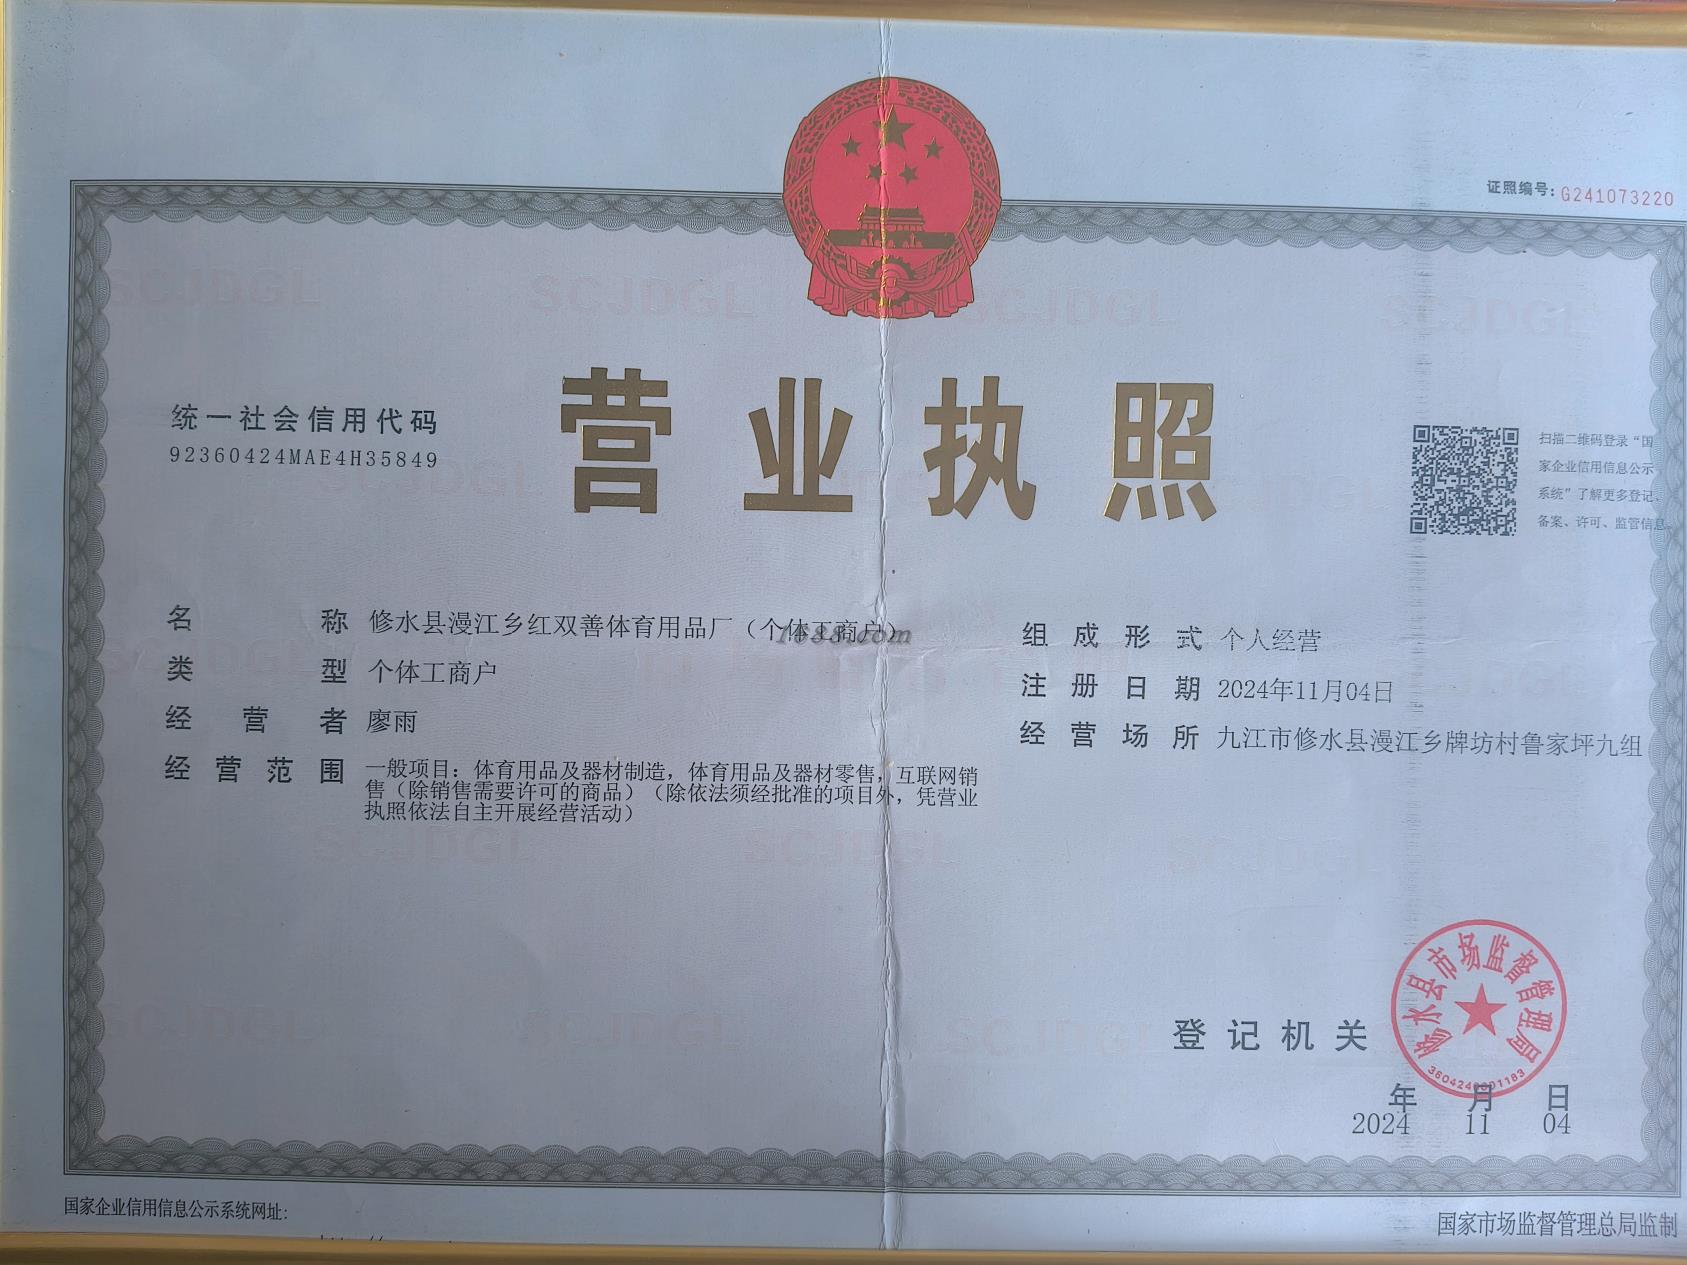 证照编号：G241073220
SCJDGL SCJDGL SCJDGL SCJDGL
营业执照
统一社会信用代码
92360424MAE4H35849
扫描二维码登录“国
家企业信用信息公示
系统”了解更多登记、
备案、许可、监管信息。
名称 修水县漫江乡红双善体育用品厂（个体工商户）
1688.com
类型 个体工商户
经营者 廖雨
经营范围 一般项目：体育用品及器材制造，体育用品及器材零售，互联网销
售（除销售需要许可的商品）（除依法须经批准的项目外，凭营业
执照依法自主开展经营活动）
组成形式 个人经营
注册日期 2024年11月04日
经营场所 九江市修水县漫江乡牌坊村鲁家坪九组
SCJDGL SCJDGL SCJDGL
SCJDGL SCJDGL SCJDGL
登记机关
修水县市场监督管理局
年 月 日
2024 11 04
国家企业信用信息公示系统网址：
国家市场监督管理总局监制